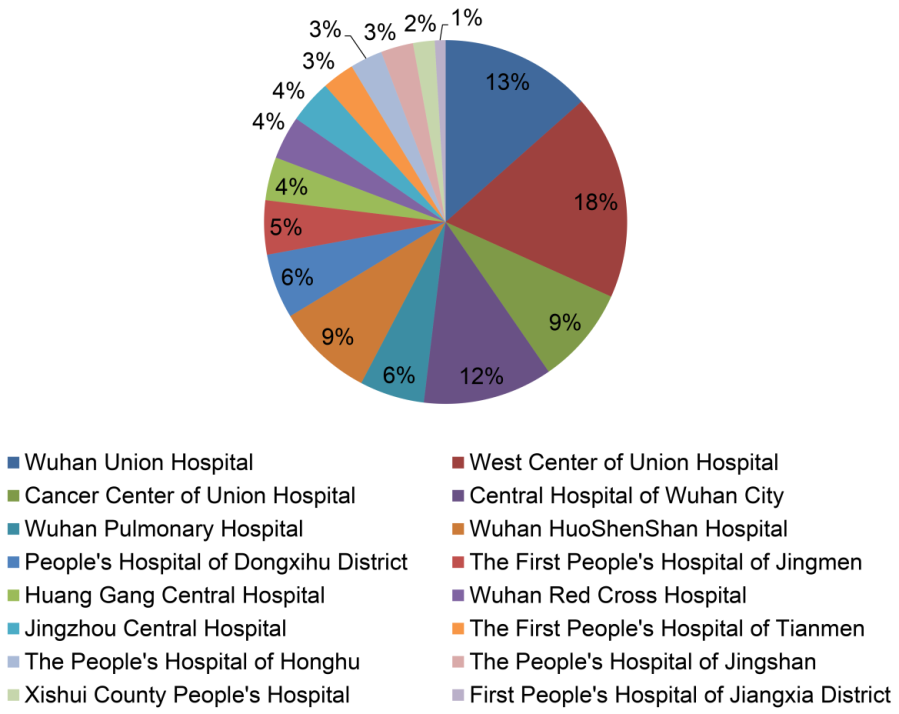 3%
3%
2%
1%
3%
4%
4%
4%
5%
6%
9%
6%
12%
9%
18%
13%
Wuhan Union Hospital
West Center of Union Hospital
Cancer Center of Union Hospital
Central Hospital of Wuhan City
Wuhan Pulmonary Hospital
Wuhan HuoShenShan Hospital
People's Hospital of Dongxihu District
The First People's Hospital of Jingmen
Huang Gang Central Hospital
Wuhan Red Cross Hospital
Jingzhou Central Hospital
The First People's Hospital of Tianmen
The People's Hospital of Honghu
The People's Hospital of Jingshan
Xishui County People's Hospital
First People's Hospital of Jiangxia District